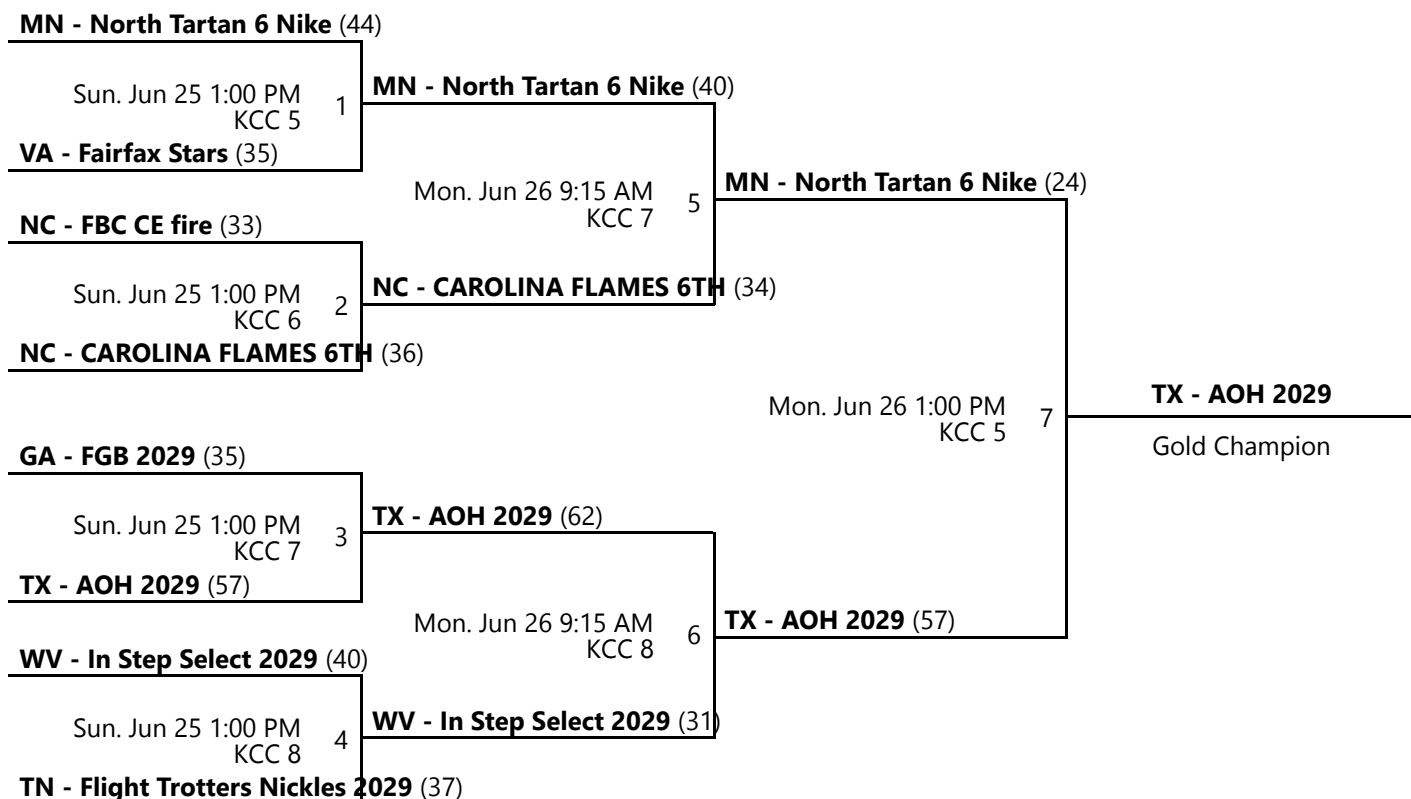 MN - North Tartan 6 Nike (44)
Sun. Jun 25 1:00 PM
KCC 5
1
VA - Fairfax Stars (35)
MN - North Tartan 6 Nike (40)
NC - FBC CE fire (33)
Sun. Jun 25 1:00 PM
KCC 6
2
NC - CAROLINA FLAMES 6TH (36)
Mon. Jun 26 9:15 AM
KCC 7
5
NC - CAROLINA FLAMES 6TH (34)
MN - North Tartan 6 Nike (24)
GA - FGB 2029 (35)
Sun. Jun 25 1:00 PM
KCC 7
3
TX - AOH 2029 (57)
TX - AOH 2029 (62)
WV - In Step Select 2029 (40)
Sun. Jun 25 1:00 PM
KCC 8
4
TN - Flight Trotters Nickles 2029 (37)
Mon. Jun 26 9:15 AM
KCC 8
6
WV - In Step Select 2029 (31)
TX - AOH 2029 (57)
Mon. Jun 26 1:00 PM
KCC 5
7
TX - AOH 2029
Gold Champion